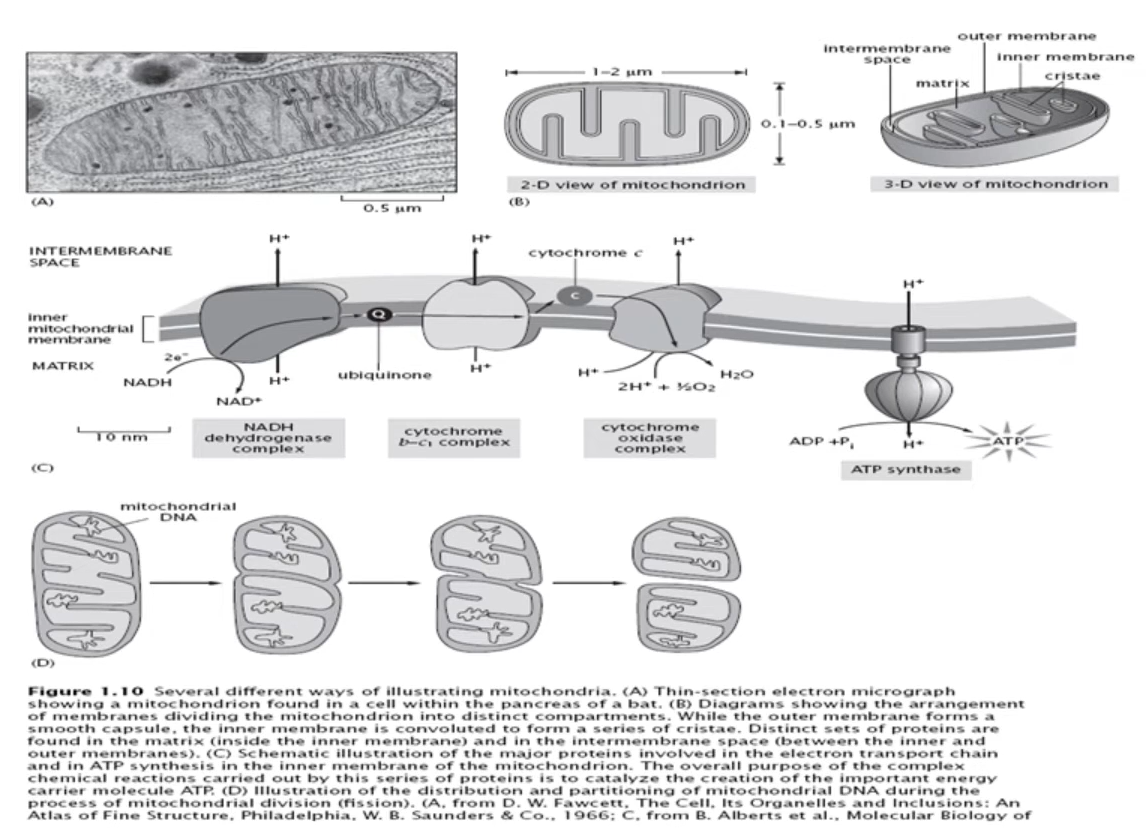 (A)
0.5 μm
1–2 μm
0.1–0.5 μm
2-D view of mitochondrion
(B)
outer membrane
intermembrane
space
inner membrane
cristae
matrix
3-D view of mitochondrion
INTERMEMBRANE
SPACE
H⁺
H⁺
cytochrome c
H⁺
H⁺
C
Q
inner
mitochondrial
membrane
MATRIX
2e⁻
NADH
NAD⁺
H⁺
ubiquinone
H⁺
H⁺
2H⁺ + ½O₂
H₂O
ADP +Pᵢ
H⁺
ATP
10 nm
NADH
dehydrogenase
complex
cytochrome
b–c₁ complex
cytochrome
oxidase
complex
ATP synthase
(C)
mitochondrial
DNA
(D)
Figure 1.10 Several different ways of illustrating mitochondria. (A) Thin-section electron micrograph
showing a mitochondrion found in a cell within the pancreas of a bat. (B) Diagrams showing the arrangement
of membranes dividing the mitochondrion into distinct compartments. While the outer membrane forms a
smooth capsule, the inner membrane is convoluted to form a series of cristae. Distinct sets of proteins are
found in the matrix (inside the inner membrane) and in the intermembrane space (between the inner and
outer membranes). (C) Schematic illustration of the major proteins involved in the electron transport chain
and in ATP synthesis in the inner membrane of the mitochondrion. The overall purpose of the complex
chemical reactions carried out by this series of proteins is to catalyze the creation of the important energy
carrier molecule ATP. (D) Illustration of the distribution and partitioning of mitochondrial DNA during the
process of mitochondrial division (fission). (A, from D. W. Fawcett, The Cell, Its Organelles and Inclusions: An
Atlas of Fine Structure, Philadelphia, W. B. Saunders & Co., 1966; C, from B. Alberts et al., Molecular Biology of